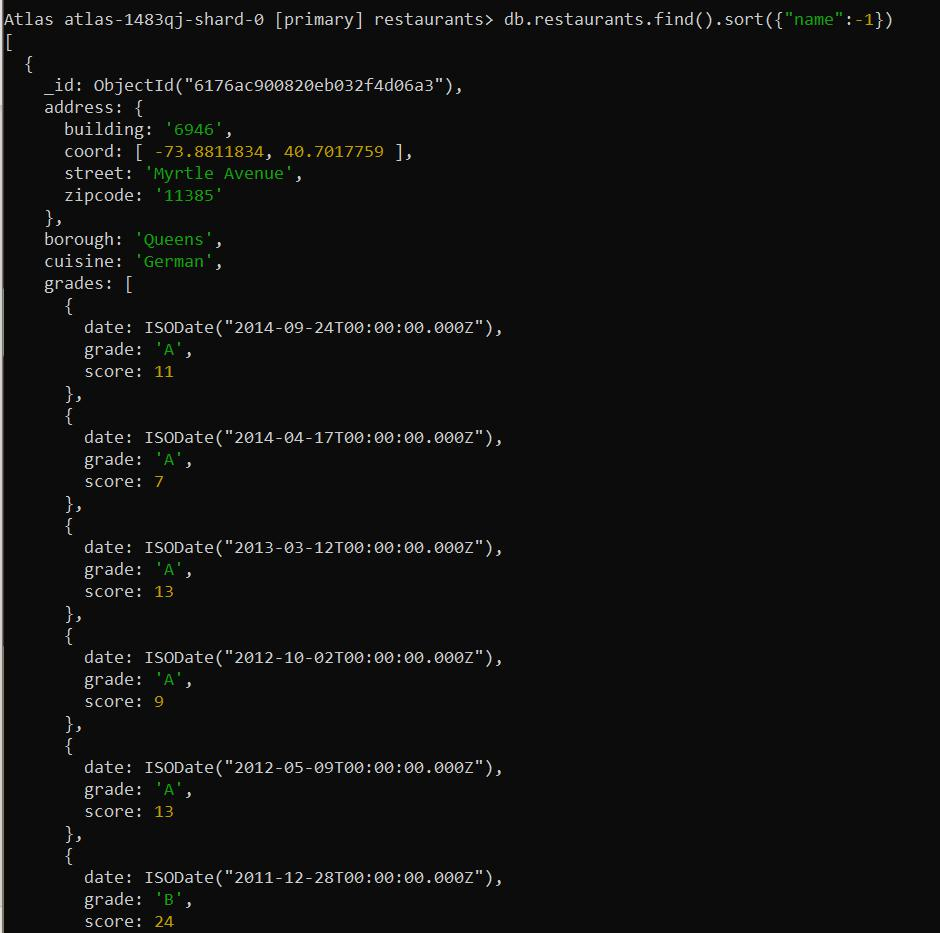 Atlas atlas-1483qj-shard-0 [primary] restaurants> db.restaurants.find().sort({"name":-1})
[
  {
    _id: ObjectId("6176ac900820eb032f4d06a3"),
    address: {
      building: '6946',
      coord: [ -73.8811834, 40.7017759 ],
      street: 'Myrtle Avenue',
      zipcode: '11385'
    },
    borough: 'Queens',
    cuisine: 'German',
    grades: [
      {
        date: ISODate("2014-09-24T00:00:00.000Z"),
        grade: 'A',
        score: 11
      },
      {
        date: ISODate("2014-04-17T00:00:00.000Z"),
        grade: 'A',
        score: 7
      },
      {
        date: ISODate("2013-03-12T00:00:00.000Z"),
        grade: 'A',
        score: 13
      },
      {
        date: ISODate("2012-10-02T00:00:00.000Z"),
        grade: 'A',
        score: 9
      },
      {
        date: ISODate("2012-05-09T00:00:00.000Z"),
        grade: 'A',
        score: 13
      },
      {
        date: ISODate("2011-12-28T00:00:00.000Z"),
        grade: 'B',
        score: 24